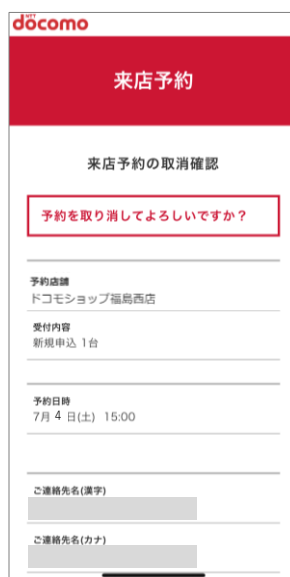 NTT
döcomo
来店予約
来店予約の取消確認
予約を取り消してよろしいですか？
予約店舗
ドコモショップ福島西店
受付内容
新規申込 1台
予約日時
7月 4 日(土) 15:00
ご連絡先名(漢字)
ご連絡先名(カナ)